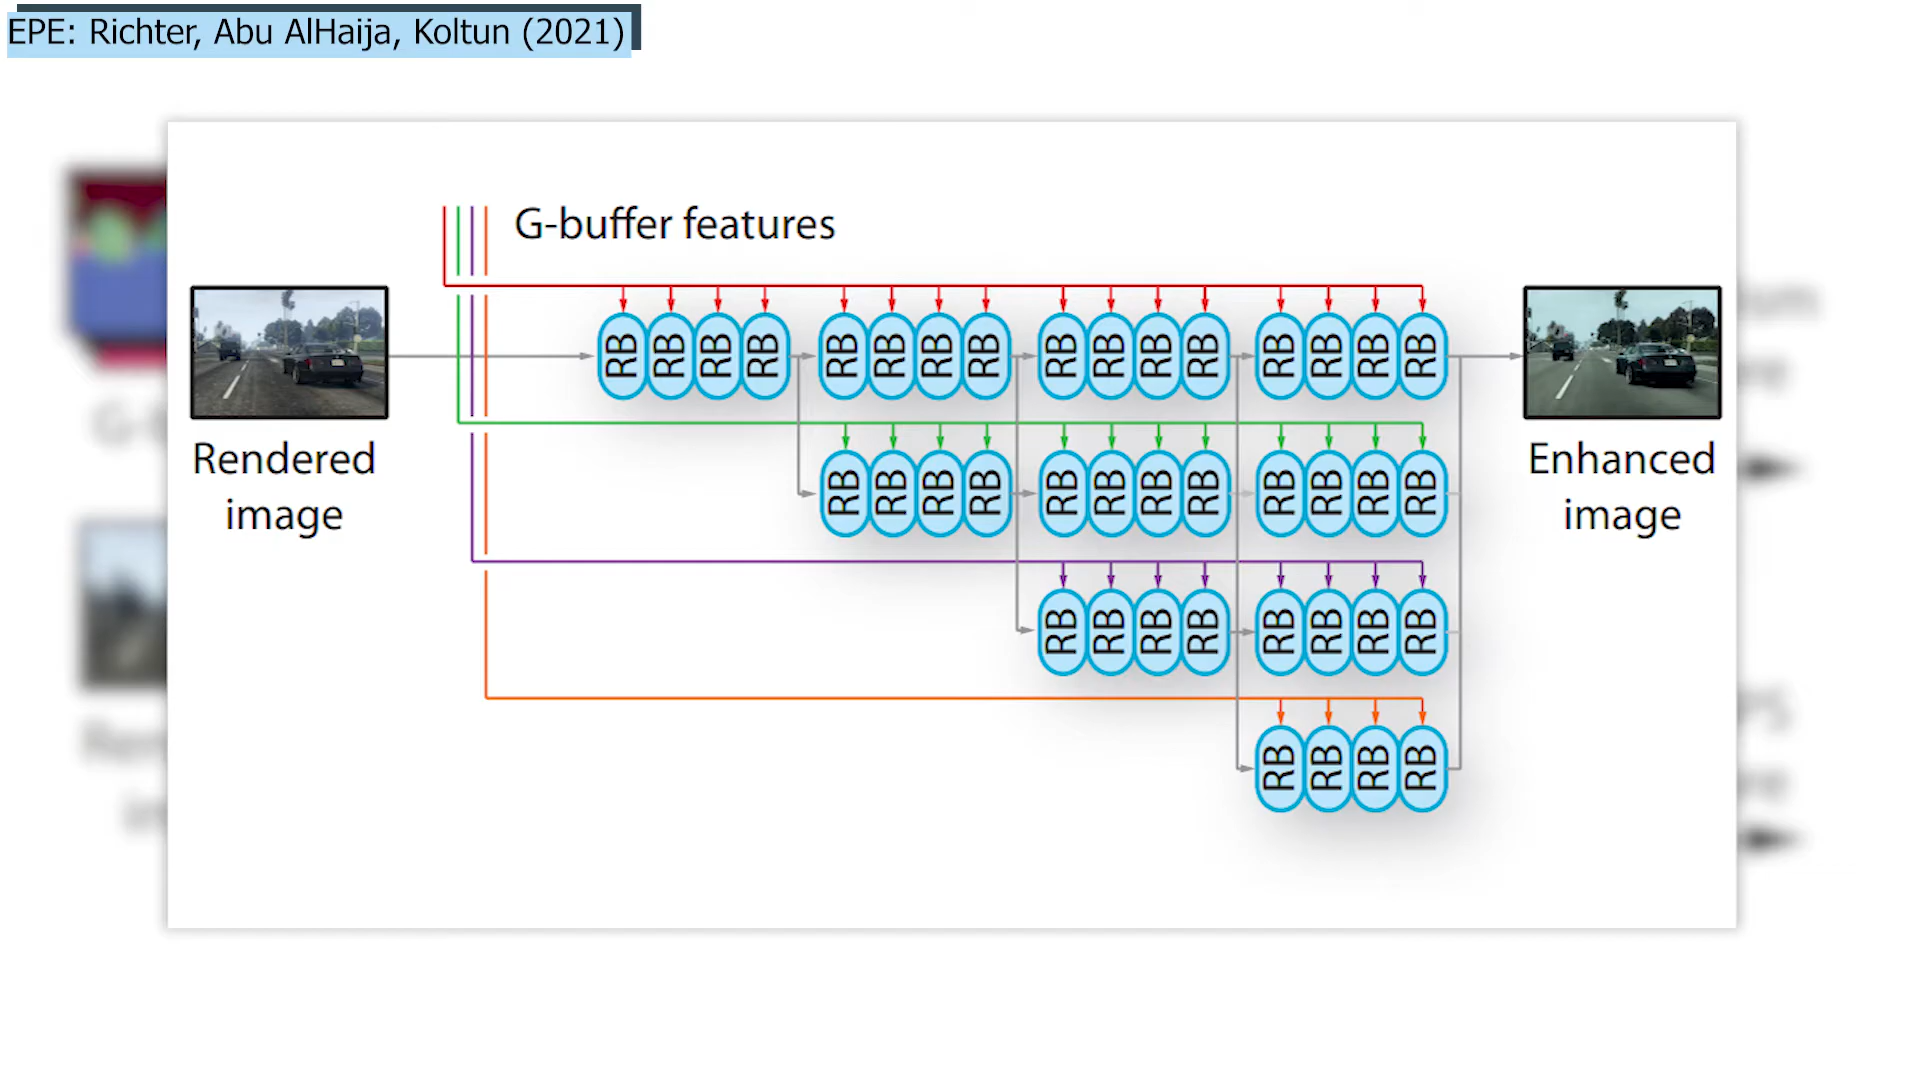 EPE: Richter, Abu AlHaija, Koltun (2021)
G-buffer features
RB RB RB RB RB RB RB RB RB RB RB RB RB RB RB RB
Rendered
image
Enhanced
image
RB RB RB RB RB RB RB RB RB RB RB RB
RB RB RB RB RB RB RB RB
RB RB RB RB